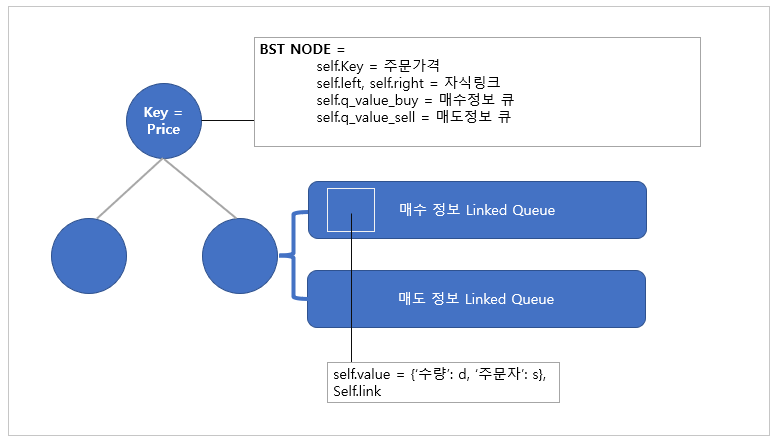 BST NODE =
self.Key = 주문가격
self.left, self.right = 자식링크
self.q_value_buy = 매수정보 큐
self.q_value_sell = 매도정보 큐
Key =
Price
매수 정보 Linked Queue
매도 정보 Linked Queue
self.value = {‘수량’: d, ‘주문자’: s},
Self.link